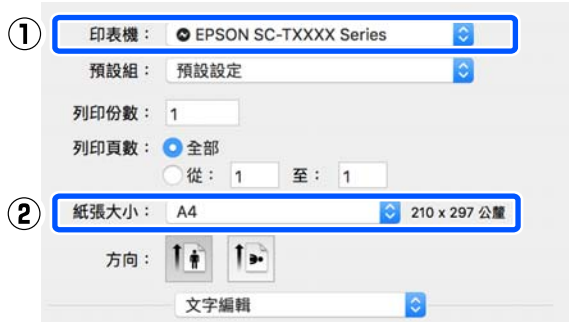 ① 印表機： EPSON SC-TXXXX Series
預設組： 預設設定
列印份數： 1
列印頁數： 全部
從： 1 至： 1
② 紙張大小： A4 210 x 297 公釐
方向：
文字編輯